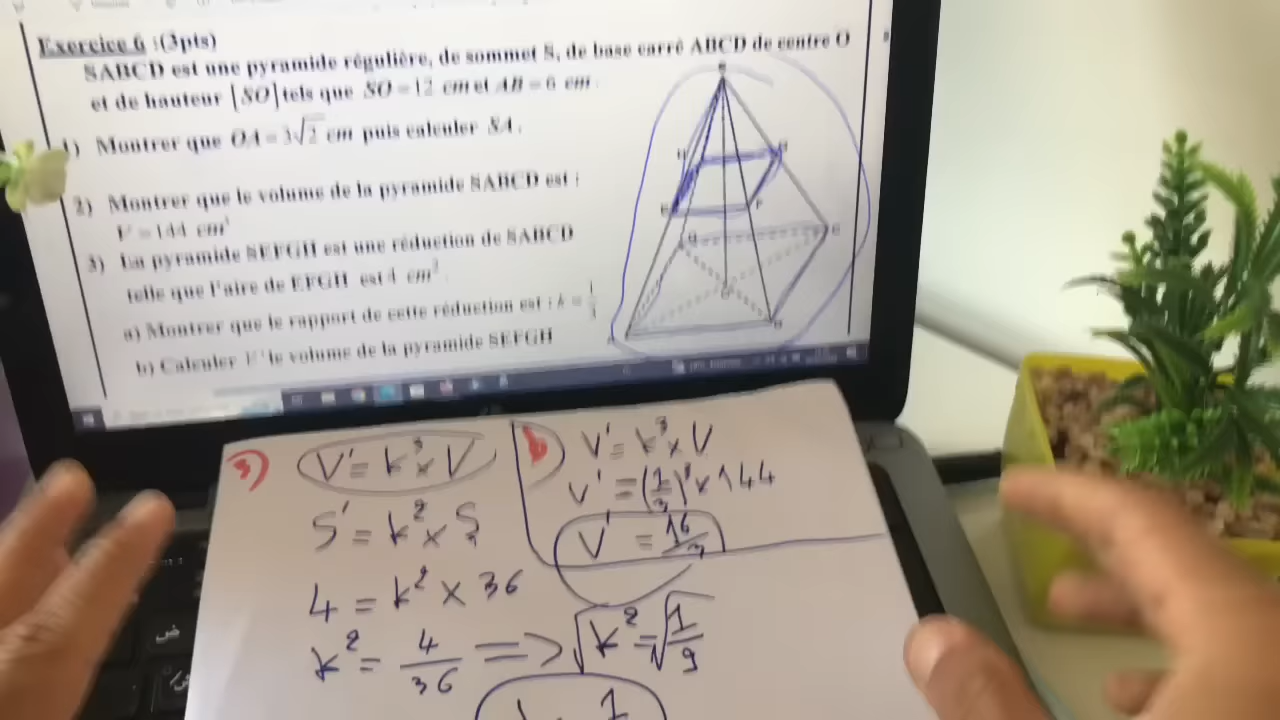 Exercice 6 :(3pts)
SABCD est une pyramide régulière, de sommet S, de base carré ABCD de centre O
et de hauteur [SO] tels que SO = 12 cm et AB = 6 cm .
1) Montrer que OA = 3√2 cm puis calculer SA .
2) Montrer que le volume de la pyramide SABCD est :
V = 144 cm³
3) La pyramide SEFGH est une réduction de SABCD
telle que l'aire de EFGH est 4 cm² .
a) Montrer que le rapport de cette réduction est : k = 1/3
b) Calculer V' le volume de la pyramide SEFGH
3) V' = k³ × V
S' = k² × S
4 = k² × 36
k² = 4/36 => √k² = √1/9
b) V' = k³ × V
V' = (1/3)³ × 144
V' = 16/3